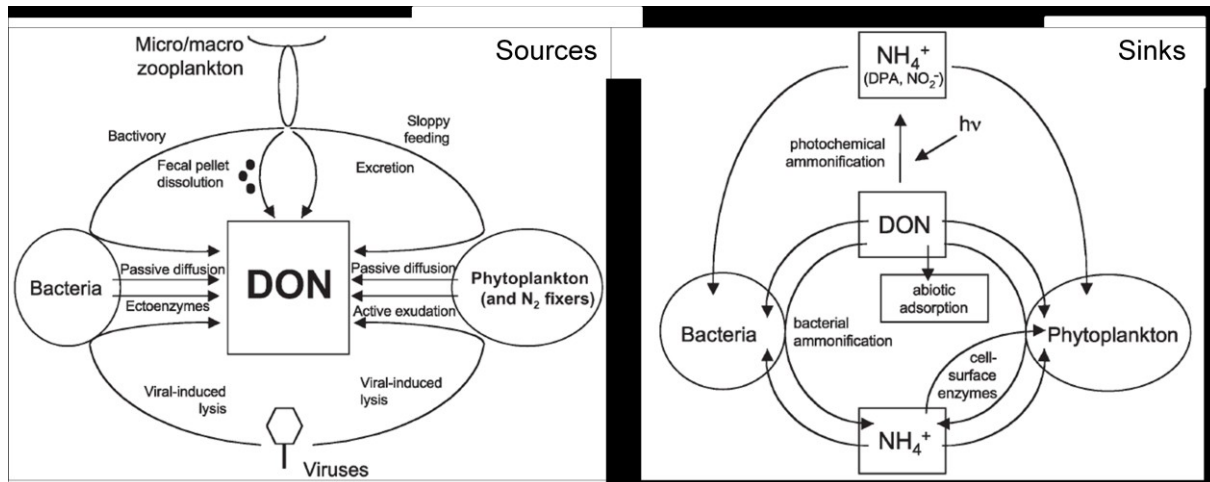 Sources
Micro/macro
zooplankton
Bactivory
Sloppy
feeding
Fecal pellet
dissolution
Excretion
Bacteria
Passive diffusion
Ectoenzymes
DON
Passive diffusion
Active exudation
Phytoplankton
(and N₂ fixers)
Viral-induced
lysis
Viral-induced
lysis
Viruses
Sinks
NH₄⁺
(DPA, NO₂⁻)
hν
photochemical
ammonification
DON
abiotic
adsorption
Bacteria
bacterial
ammonification
Phytoplankton
cell-
surface
enzymes
NH₄⁺